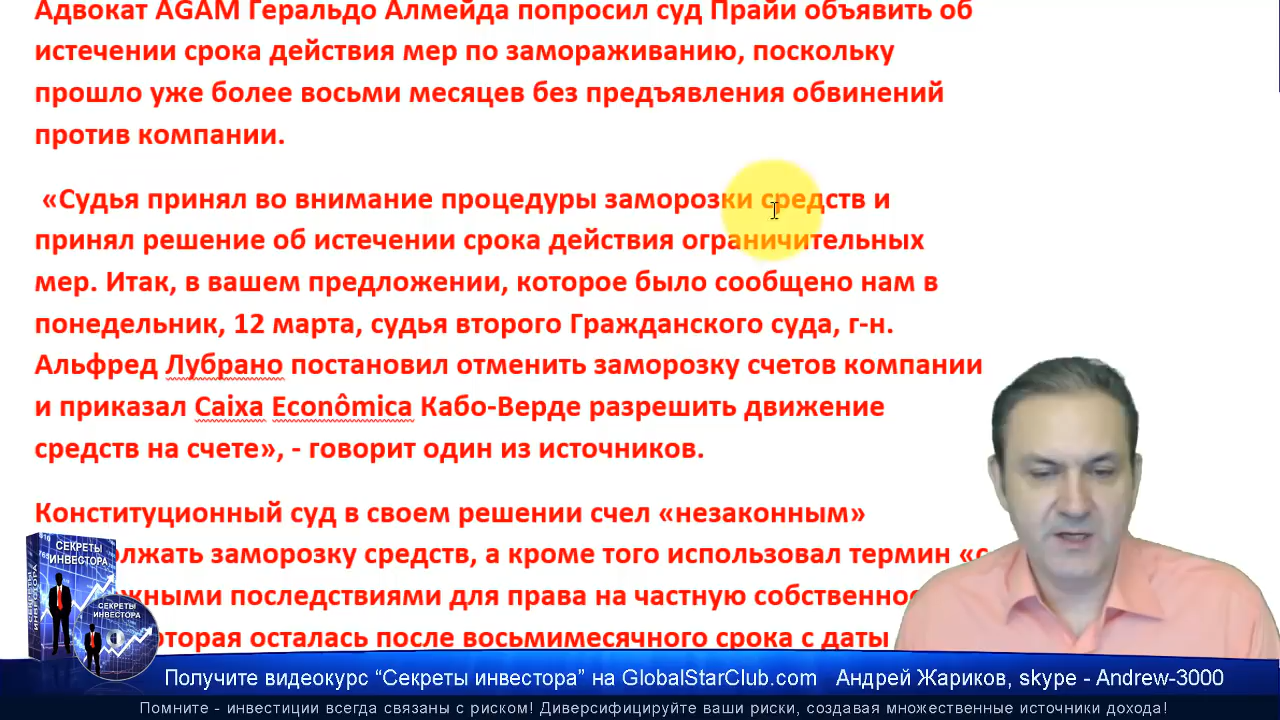 Адвокат AGAM Геральдо Алмейда попросил суд Прайи объявить об
истечении срока действия мер по замораживанию, поскольку
прошло уже более восьми месяцев без предъявления обвинений
против компании.
«Судья принял во внимание процедуры заморозки средств и
принял решение об истечении срока действия ограничительных
мер. Итак, в вашем предложении, которое было сообщено нам в
понедельник, 12 марта, судья второго Гражданского суда, г-н.
Альфред Лубрано постановил отменить заморозку счетов компании
и приказал Caixa Econômica Кабо-Верде разрешить движение
средств на счете», - говорит один из источников.
Конституционный суд в своем решении счел «незаконным»
заморозку средств, а кроме того использовал термин
последствиями для права на частную
осталась после восьмимесячного срока с даты
СЕКРЕТЫ
ИНВЕСТОРА
СЕКРЕТЫ
ИНВЕСТОРА
Получите видеокурс “Секреты инвестора” на GlobalStarClub.com Андрей Жариков, skype - Andrew-3000
Помните - инвестиции всегда связаны с риском! Диверсифицируйте ваши риски, создавая множественные источники дохода!